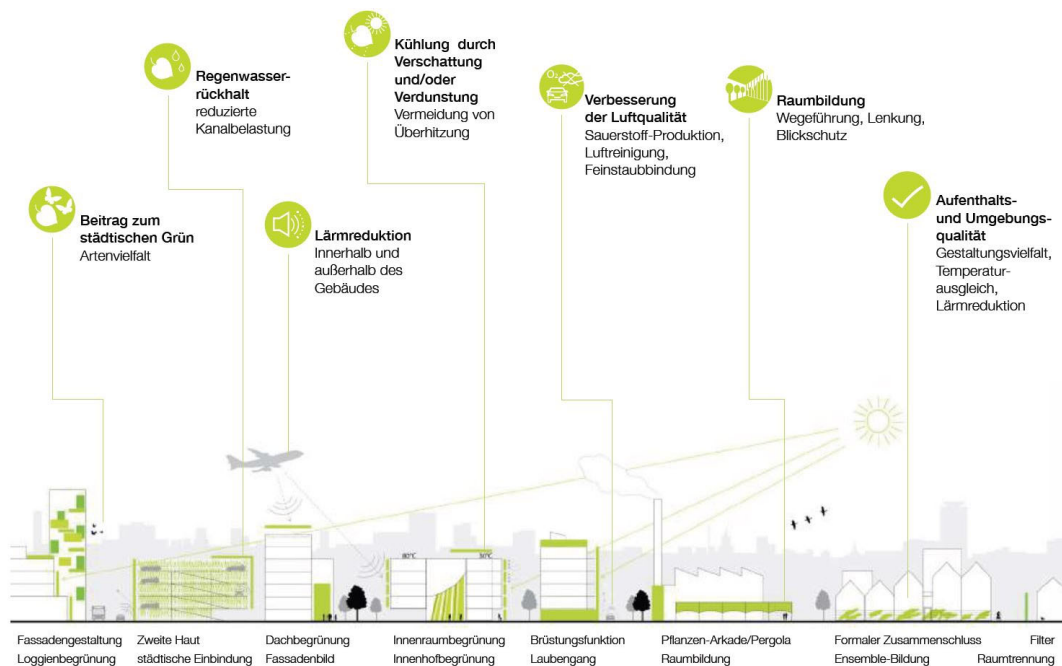 Regenwasser-
rückhalt
reduzierte
Kanalbelastung
Kühlung durch
Verschattung
und/oder
Verdunstung
Vermeidung von
Überhitzung
O₂
Verbesserung
der Luftqualität
Sauerstoff-Produktion,
Luftreinigung,
Feinstaubbindung
Raumbildung
Wegeführung, Lenkung,
Blickschutz
Beitrag zum
städtischen Grün
Artenvielfalt
Lärmreduktion
Innerhalb und
außerhalb des
Gebäudes
Aufenthalts-
und Umgebungs-
qualität
Gestaltungsvielfalt,
Temperatur-
ausgleich,
Lärmreduktion
80°C
30°C
Fassadengestaltung
Loggienbegrünung
Zweite Haut
städtische Einbindung
Dachbegrünung
Fassadenbild
Innenraumbegrünung
Innenhofbegrünung
Brüstungsfunktion
Laubengang
Pflanzen-Arkade/Pergola
Raumbildung
Formaler Zusammenschluss
Ensemble-Bildung
Filter
Raumtrennung